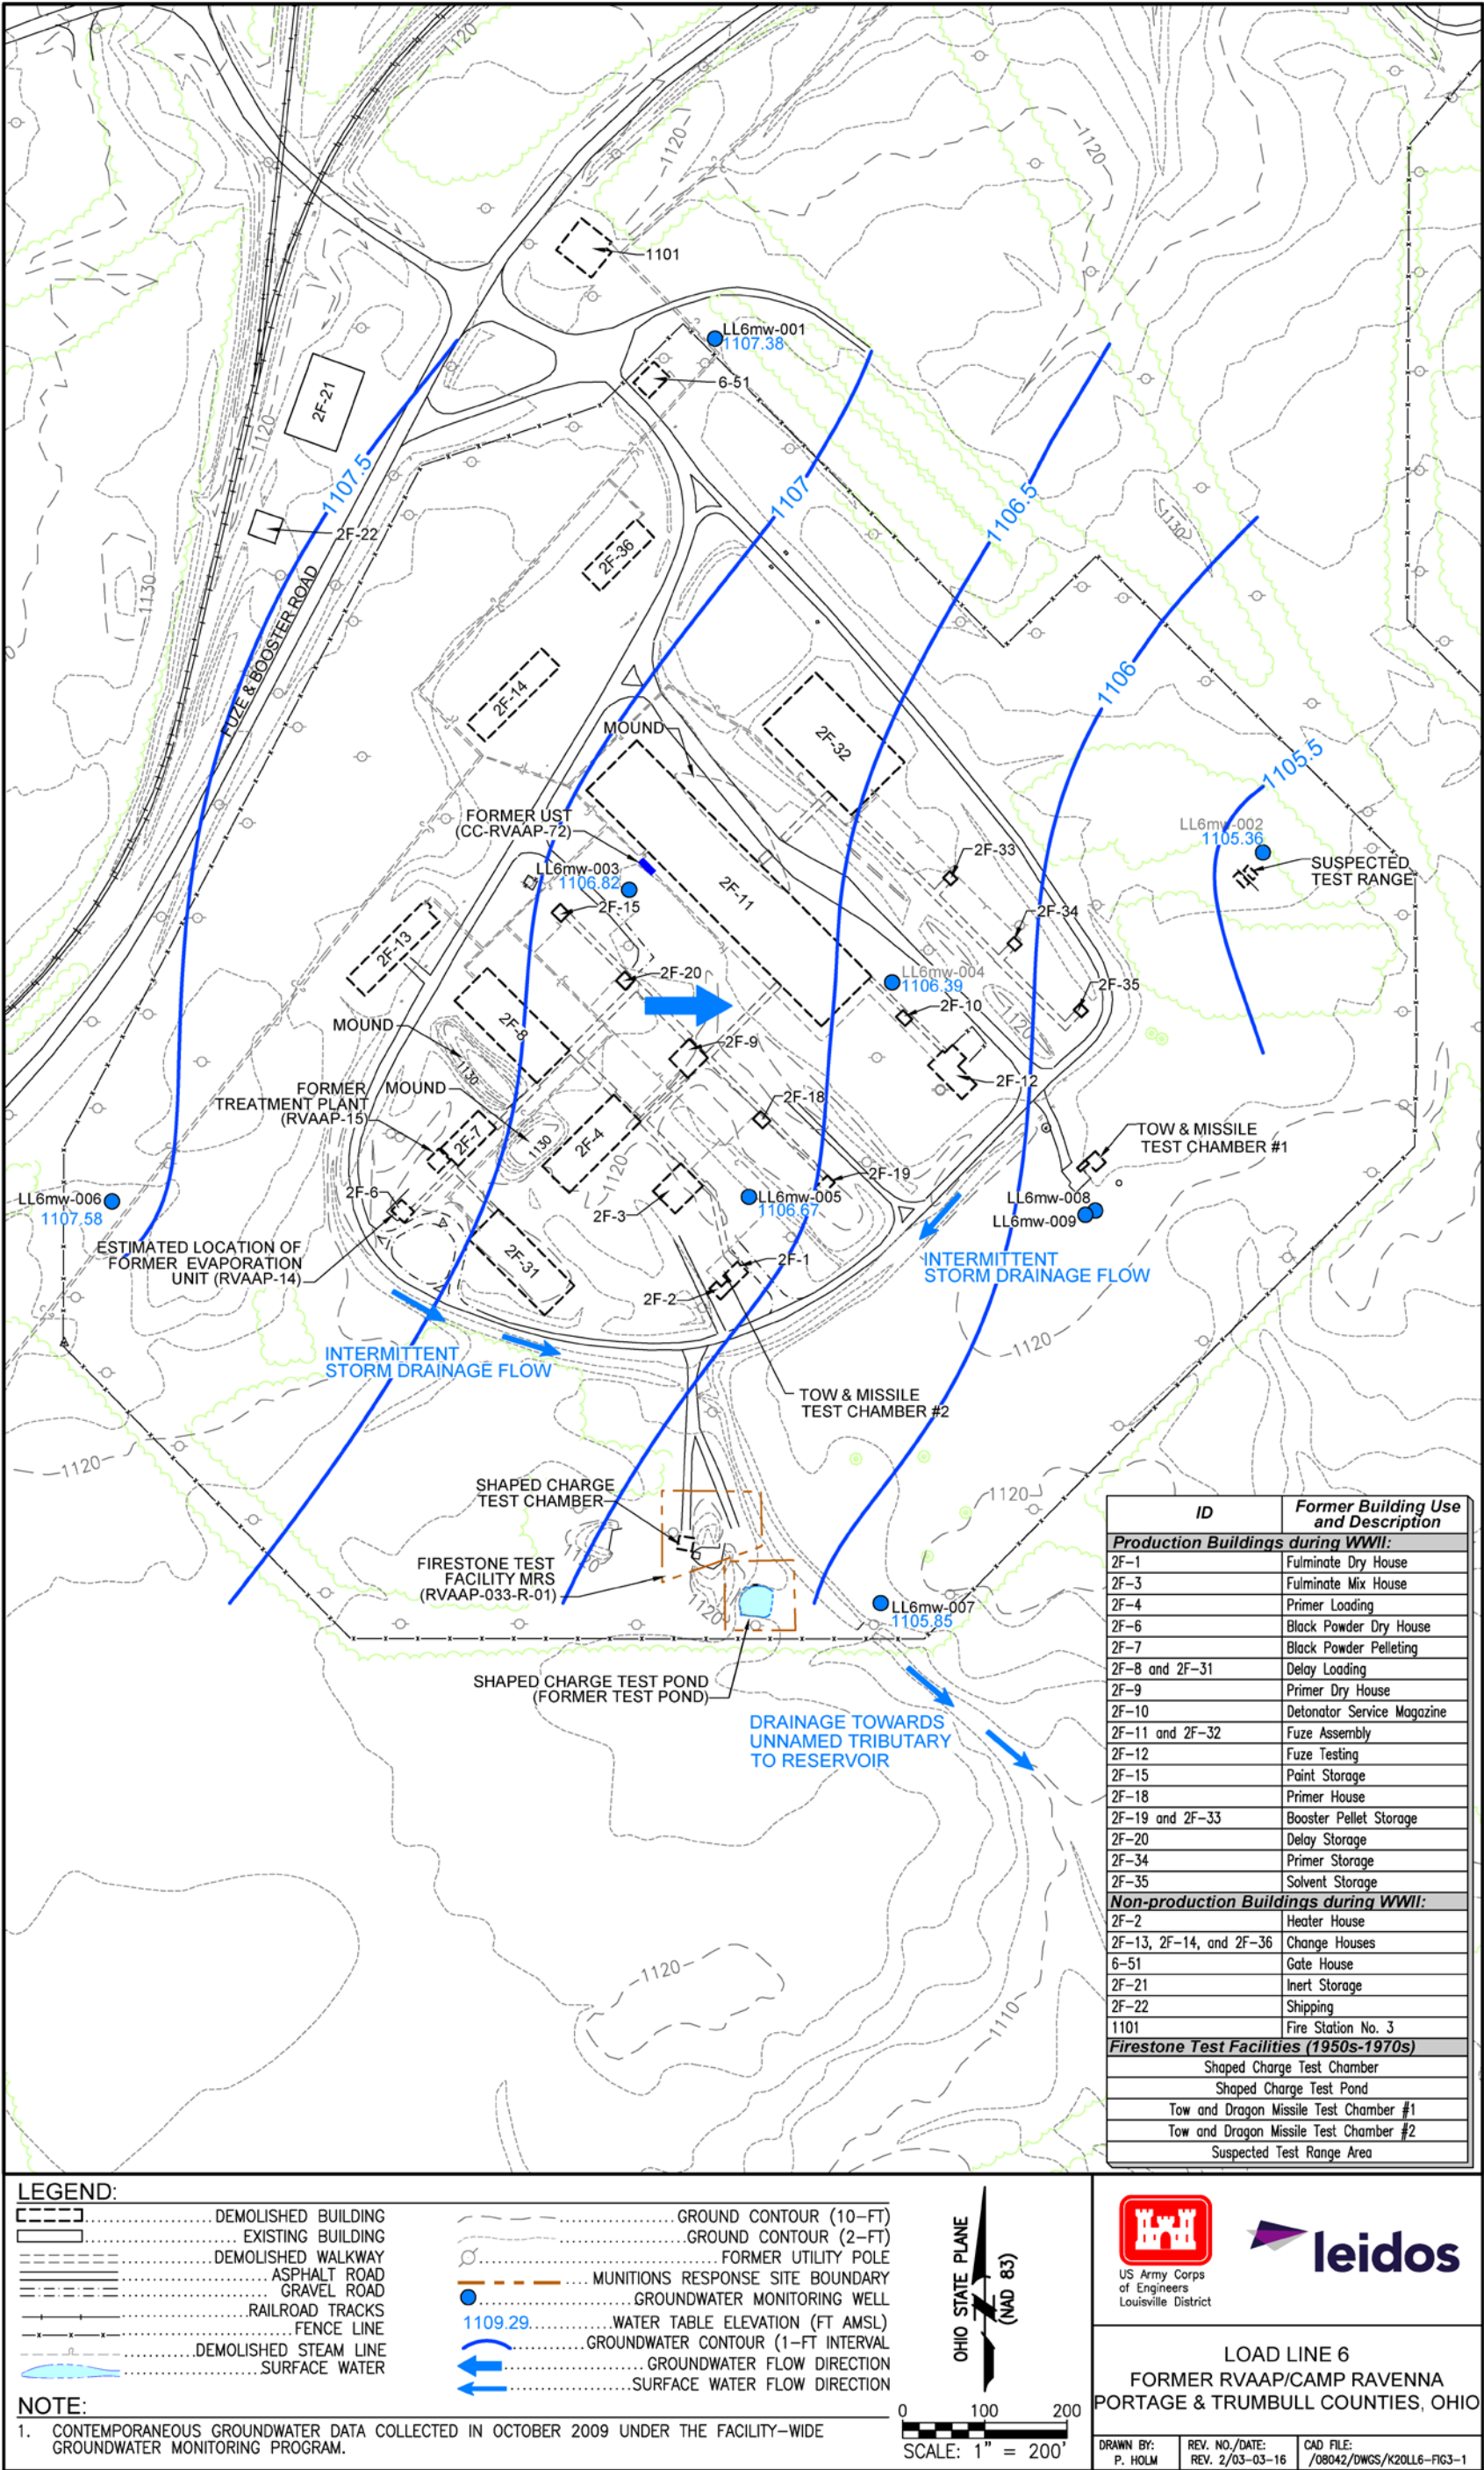 1120
1120
1120
1101
LL6mw-001
1107.38
6-51
2F-21
1120
1107.5
1107
1106.5
1130
2F-22
2F-36
1130
FUZE & BOOSTER ROAD
1106
2F-14
MOUND
2F-32
1105.5
FORMER UST
(CC-RVAAP-72)
LL6mw-002
1105.36
SUSPECTED
TEST RANGE
LL6mw-003
1106.82
2F-33
2F-11
2F-15
2F-34
2F-13
2F-20
LL6mw-004
1106.39
2F-35
2F-10
1120
MOUND
2F-8
2F-9
1130
2F-12
FORMER
TREATMENT PLANT
(RVAAP-15)
MOUND
2F-18
2F-7
1130
2F-4
TOW & MISSILE
TEST CHAMBER #1
1120
2F-19
LL6mw-006
1107.58
2F-6
2F-3
LL6mw-005
1106.67
LL6mw-008
LL6mw-009
ESTIMATED LOCATION OF
FORMER EVAPORATION
UNIT (RVAAP-14)
2F-31
2F-1
INTERMITTENT
STORM DRAINAGE FLOW
2F-2
1120
INTERMITTENT
STORM DRAINAGE FLOW
TOW & MISSILE
TEST CHAMBER #2
1120
SHAPED CHARGE
TEST CHAMBER
1120
1120
FIRESTONE TEST
FACILITY MRS
(RVAAP-033-R-01)
1120
LL6mw-007
1105.85
SHAPED CHARGE TEST POND
(FORMER TEST POND)
DRAINAGE TOWARDS
UNNAMED TRIBUTARY
TO RESERVOIR
1120
1110
ID Former Building Use and Description
Production Buildings during WWII:
2F-1 Fulminate Dry House
2F-3 Fulminate Mix House
2F-4 Primer Loading
2F-6 Black Powder Dry House
2F-7 Black Powder Pelleting
2F-8 and 2F-31 Delay Loading
2F-9 Primer Dry House
2F-10 Detonator Service Magazine
2F-11 and 2F-32 Fuze Assembly
2F-12 Fuze Testing
2F-15 Paint Storage
2F-18 Primer House
2F-19 and 2F-33 Booster Pellet Storage
2F-20 Delay Storage
2F-34 Primer Storage
2F-35 Solvent Storage
Non-production Buildings during WWII:
2F-2 Heater House
2F-13, 2F-14, and 2F-36 Change Houses
6-51 Gate House
2F-21 Inert Storage
2F-22 Shipping
1101 Fire Station No. 3
Firestone Test Facilities (1950s-1970s)
Shaped Charge Test Chamber
Shaped Charge Test Pond
Tow and Dragon Missile Test Chamber #1
Tow and Dragon Missile Test Chamber #2
Suspected Test Range Area
LEGEND:
DEMOLISHED BUILDING
EXISTING BUILDING
DEMOLISHED WALKWAY
ASPHALT ROAD
GRAVEL ROAD
RAILROAD TRACKS
FENCE LINE
DEMOLISHED STEAM LINE
SURFACE WATER
GROUND CONTOUR (10-FT)
GROUND CONTOUR (2-FT)
FORMER UTILITY POLE
MUNITIONS RESPONSE SITE BOUNDARY
GROUNDWATER MONITORING WELL
1109.29 WATER TABLE ELEVATION (FT AMSL)
GROUNDWATER CONTOUR (1-FT INTERVAL
GROUNDWATER FLOW DIRECTION
SURFACE WATER FLOW DIRECTION
NOTE:
1. CONTEMPORANEOUS GROUNDWATER DATA COLLECTED IN OCTOBER 2009 UNDER THE FACILITY-WIDE
GROUNDWATER MONITORING PROGRAM.
OHIO STATE PLANE
(NAD 83)
0 100 200
SCALE: 1" = 200'
US Army Corps
of Engineers
Louisville District
leidos
LOAD LINE 6
FORMER RVAAP/CAMP RAVENNA
PORTAGE & TRUMBULL COUNTIES, OHIO
DRAWN BY:
P. HOLM
REV. NO./DATE:
REV. 2/03-03-16
CAD FILE:
/08042/DWGS/K20LL6-FIG3-1